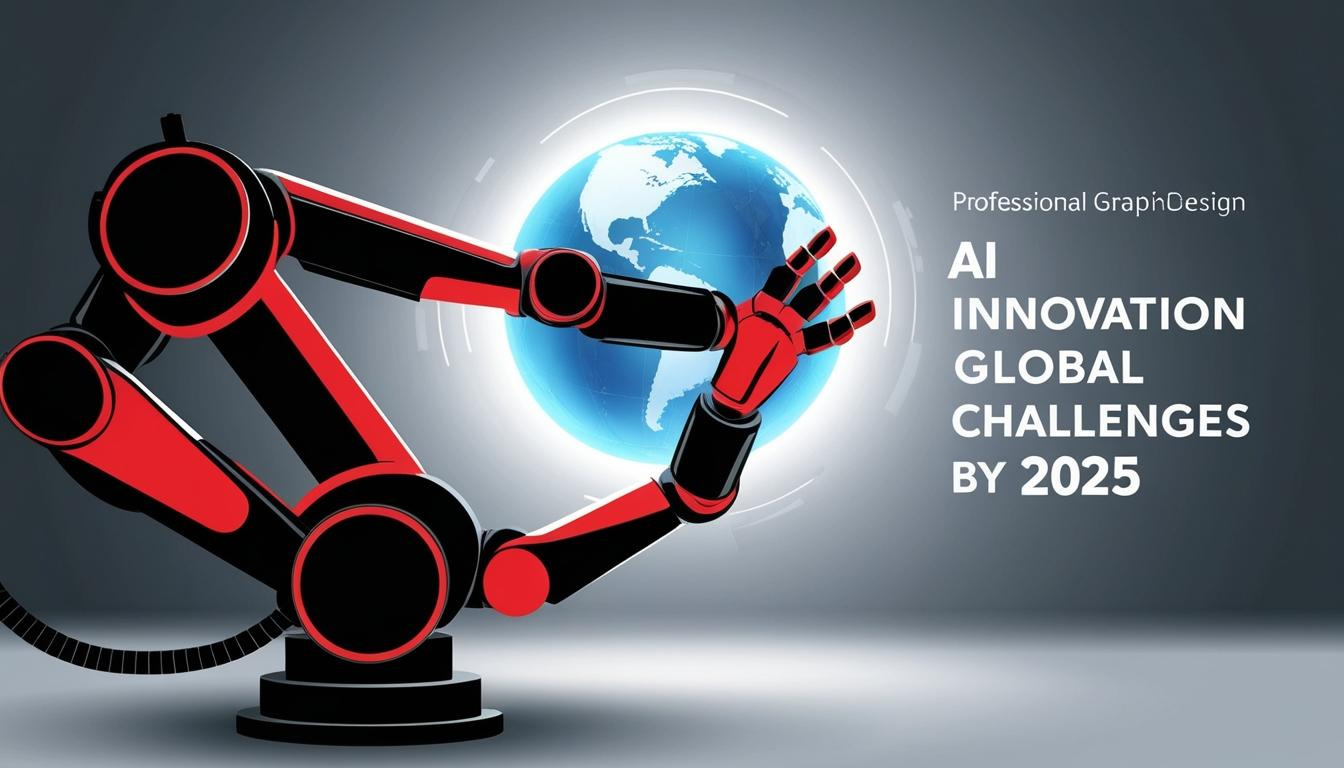 Professional GraphDesign
AI
INNOVATION
GLOBAL
CHALLENGES
BY 2025